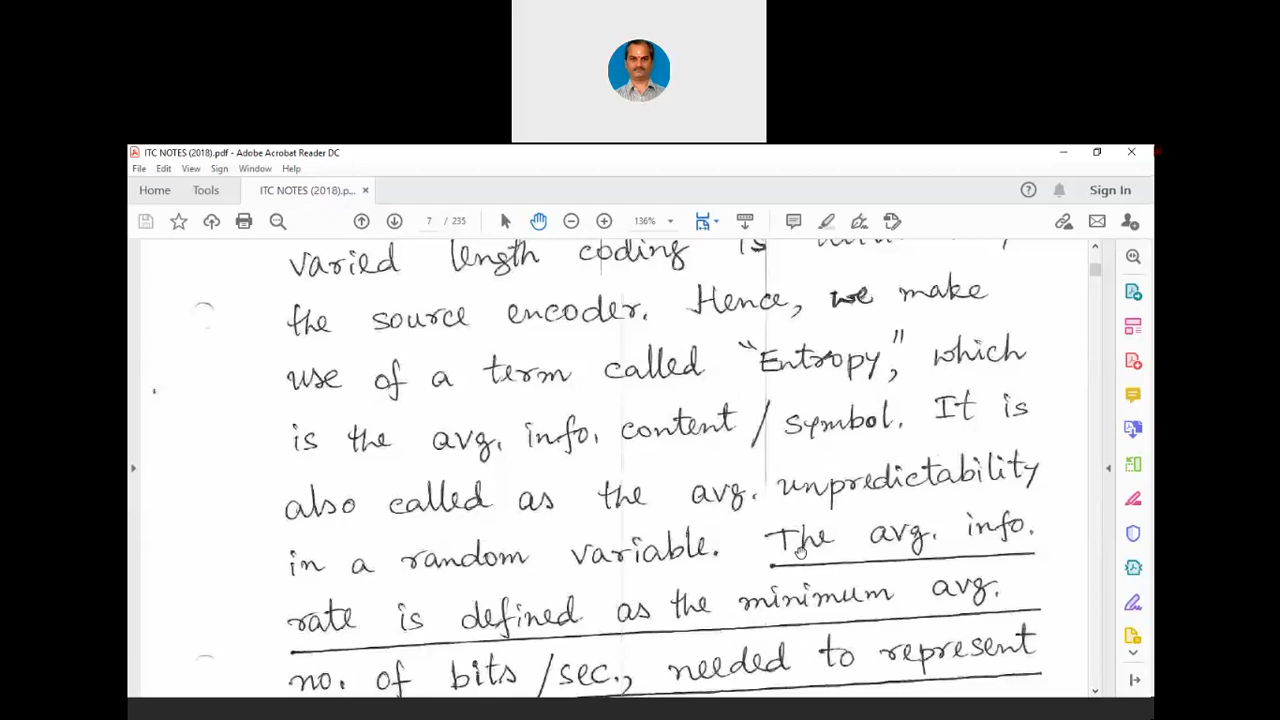 ITC NOTES (2018).pdf - Adobe Acrobat Reader DC
File Edit View Sign Window Help
Home Tools ITC NOTES (2018).p... × Sign In
7 / 235 136%
varied length coding is
the source encoder. Hence, we make
use of a term called "Entropy," which
is the avg. info. content / symbol. It is
also called as the avg. unpredictability
in a random variable. The avg. info.
rate is defined as the minimum avg.
no. of bits /sec., needed to represent